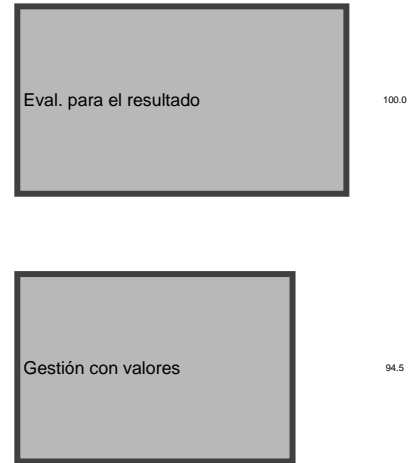 Eval. para el resultado 100.0
Gestión con valores 94.5